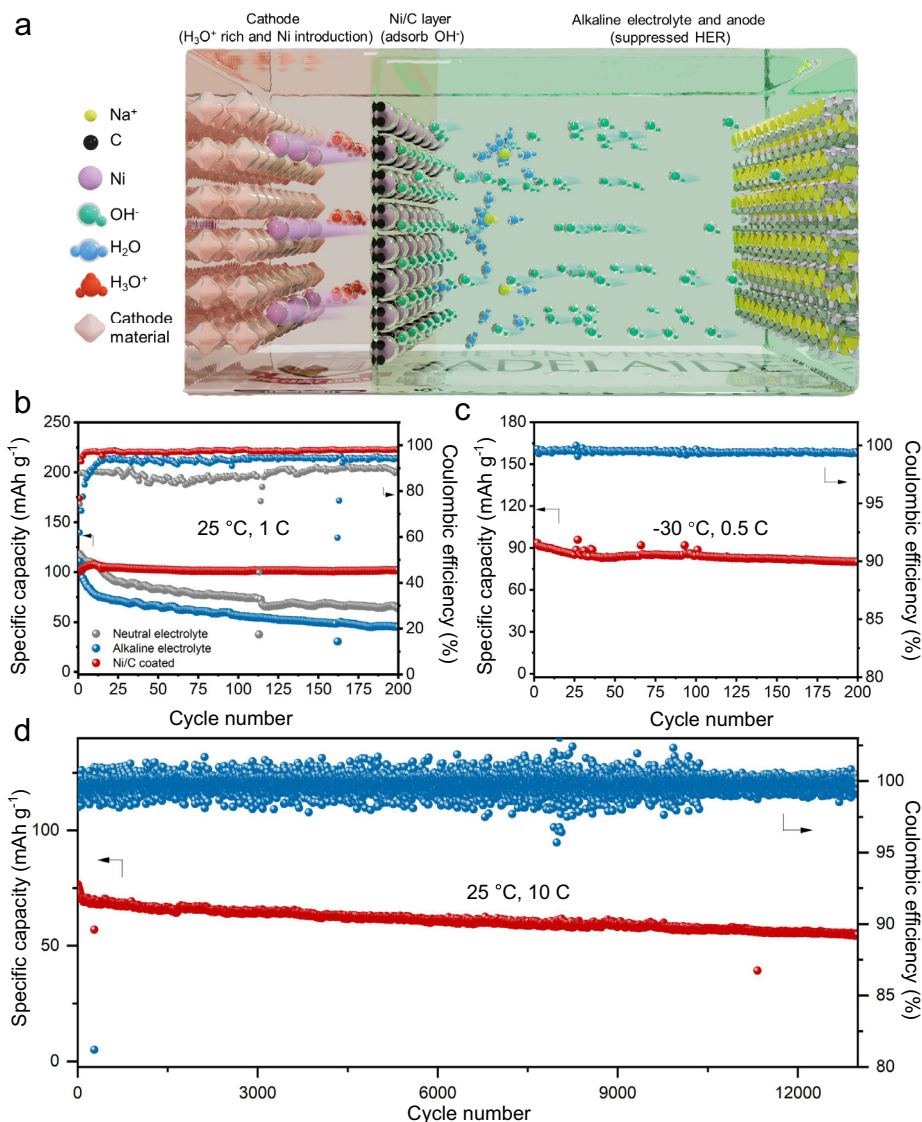 a
Cathode
(H₃O⁺ rich and Ni introduction)
Ni/C layer
(adsorb OH⁻)
Alkaline electrolyte and anode
(suppressed HER)
Na⁺
C
Ni
OH⁻
H₂O
H₃O⁺
Cathode
material
ADELAIDE
b
Specific capacity (mAh g⁻¹)
250
225
200
175
150
125
100
75
50
25
0
25 °C, 1 C
Neutral electrolyte
Alkaline electrolyte
Ni/C coated
100
80
60
40
20
0
Coulombic efficiency (%)
0 25 50 75 100 125 150 175 200
Cycle number
c
Specific capacity (mAh g⁻¹)
180
150
120
90
60
30
0
-30 °C, 0.5 C
100
95
90
85
80
Coulombic efficiency (%)
0 25 50 75 100 125 150 175 200
Cycle number
d
Specific capacity (mAh g⁻¹)
100
50
0
25 °C, 10 C
100
95
90
85
80
Coulombic efficiency (%)
0 3000 6000 9000 12000
Cycle number